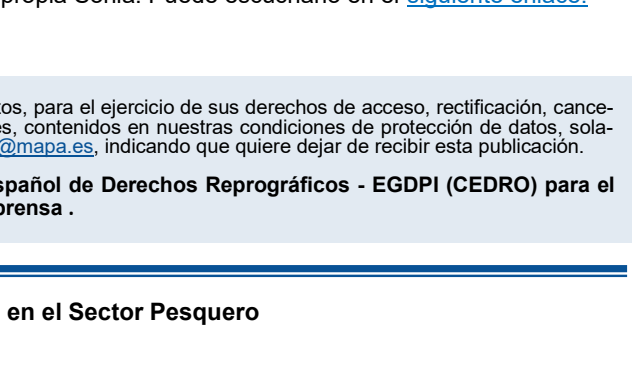 propia Sonia. Puede escucharlo en el siguiente enlace.
tos, para el ejercicio de sus derechos de acceso, rectificación, cance-
es, contenidos en nuestras condiciones de protección de datos, sola-
@mapa.es, indicando que quiere dejar de recibir esta publicación.
spañol de Derechos Reprográficos - EGDPI (CEDRO) para el
prensa .
en el Sector Pesquero